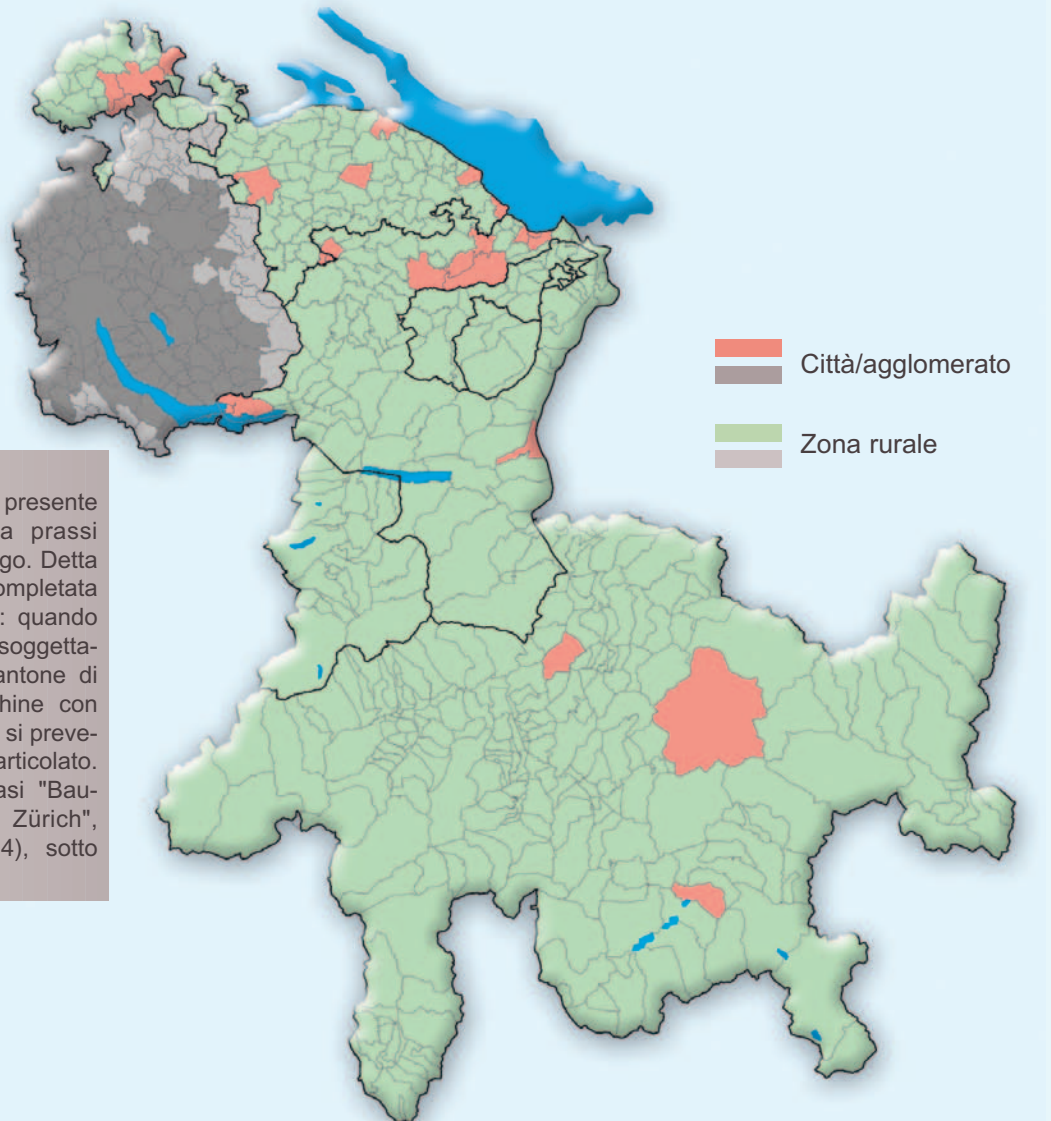 Città/agglomerato
Zona rurale
presente
a prassi
go. Detta
ompletata
: quando
soggetta-
antone di
hine con
si preve-
articolato.
asi "Bau-
Zürich",
4), sotto